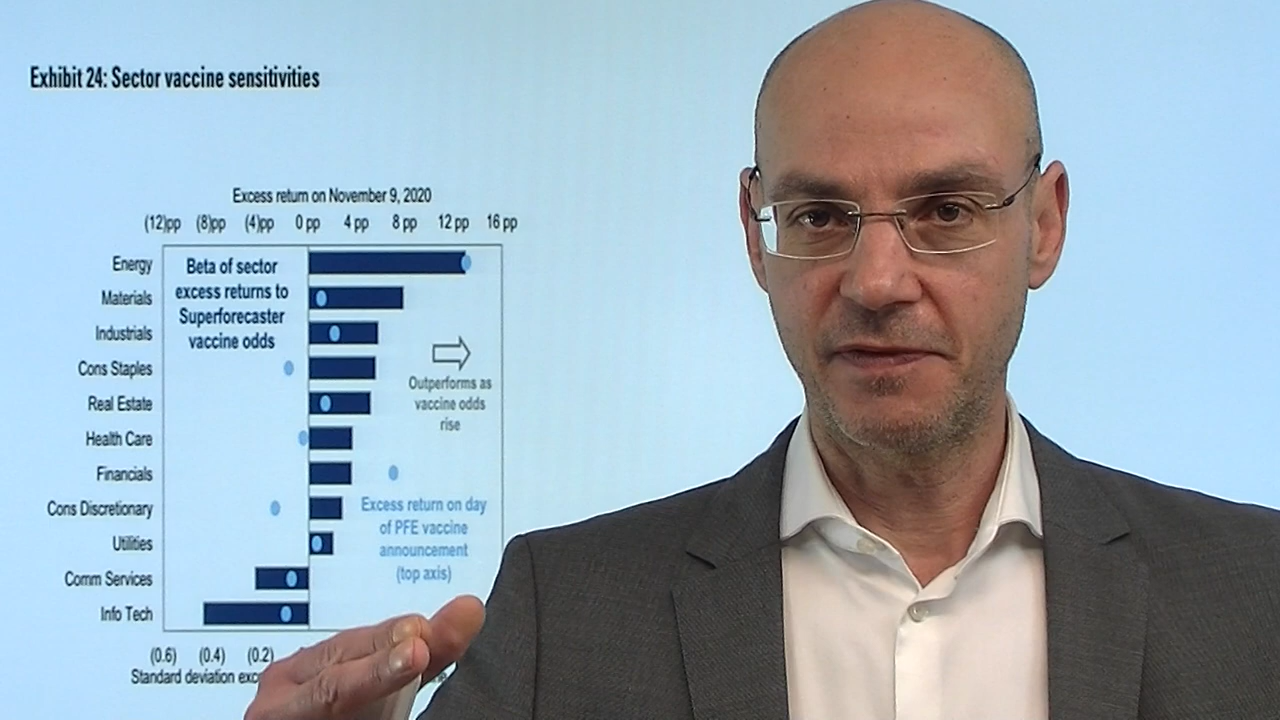 Exhibit 24: Sector vaccine sensitivities
Excess return on November 9, 2020
(12)pp (8)pp (4)pp 0 pp 4 pp 8 pp 12 pp 16 pp
Energy
Materials
Industrials
Cons Staples
Real Estate
Health Care
Financials
Cons Discretionary
Utilities
Comm Services
Info Tech
Beta of sector
excess returns to
Superforecaster
vaccine odds
Outperforms as
vaccine odds
rise
Excess return on day
of PFE vaccine
announcement
(top axis)
(0.6) (0.4) (0.2)
Standard deviation